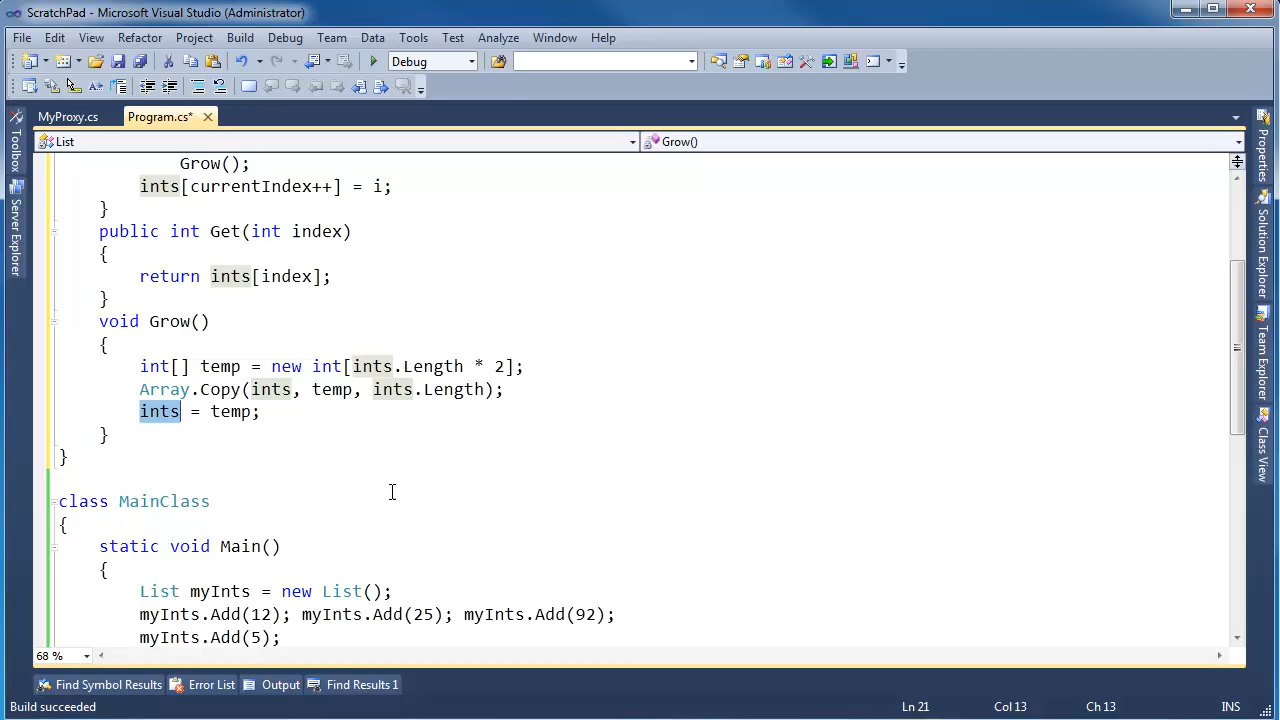 ScratchPad - Microsoft Visual Studio (Administrator)
File Edit View Refactor Project Build Debug Team Data Tools Test Analyze Window Help
Debug
MyProxy.cs Program.cs*
List Grow()
Grow();
ints[currentIndex++] = i;
}
public int Get(int index)
{
return ints[index];
}
void Grow()
{
int[] temp = new int[ints.Length * 2];
Array.Copy(ints, temp, ints.Length);
ints = temp;
}
}
class MainClass
{
static void Main()
{
List myInts = new List();
myInts.Add(12); myInts.Add(25); myInts.Add(92);
myInts.Add(5);
68 %
Toolbox
Server Explorer
Properties
Solution Explorer
Team Explorer
Class View
Find Symbol Results Error List Output Find Results 1
Build succeeded Ln 21 Col 13 Ch 13 INS